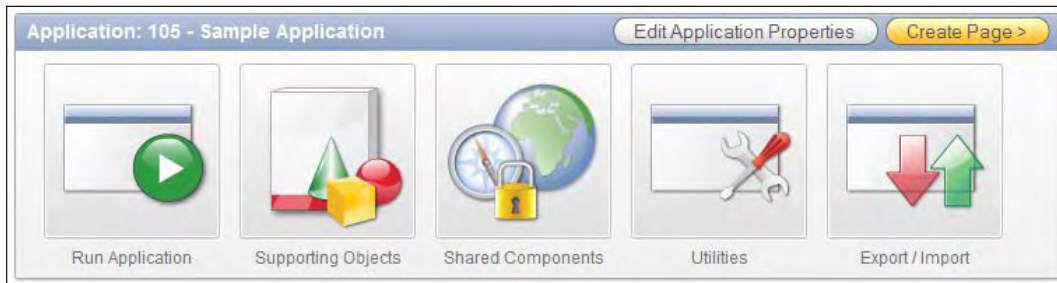 Application: 105 - Sample Application
Edit Application Properties
Create Page >
Run Application
Supporting Objects
Shared Components
Utilities
Export / Import